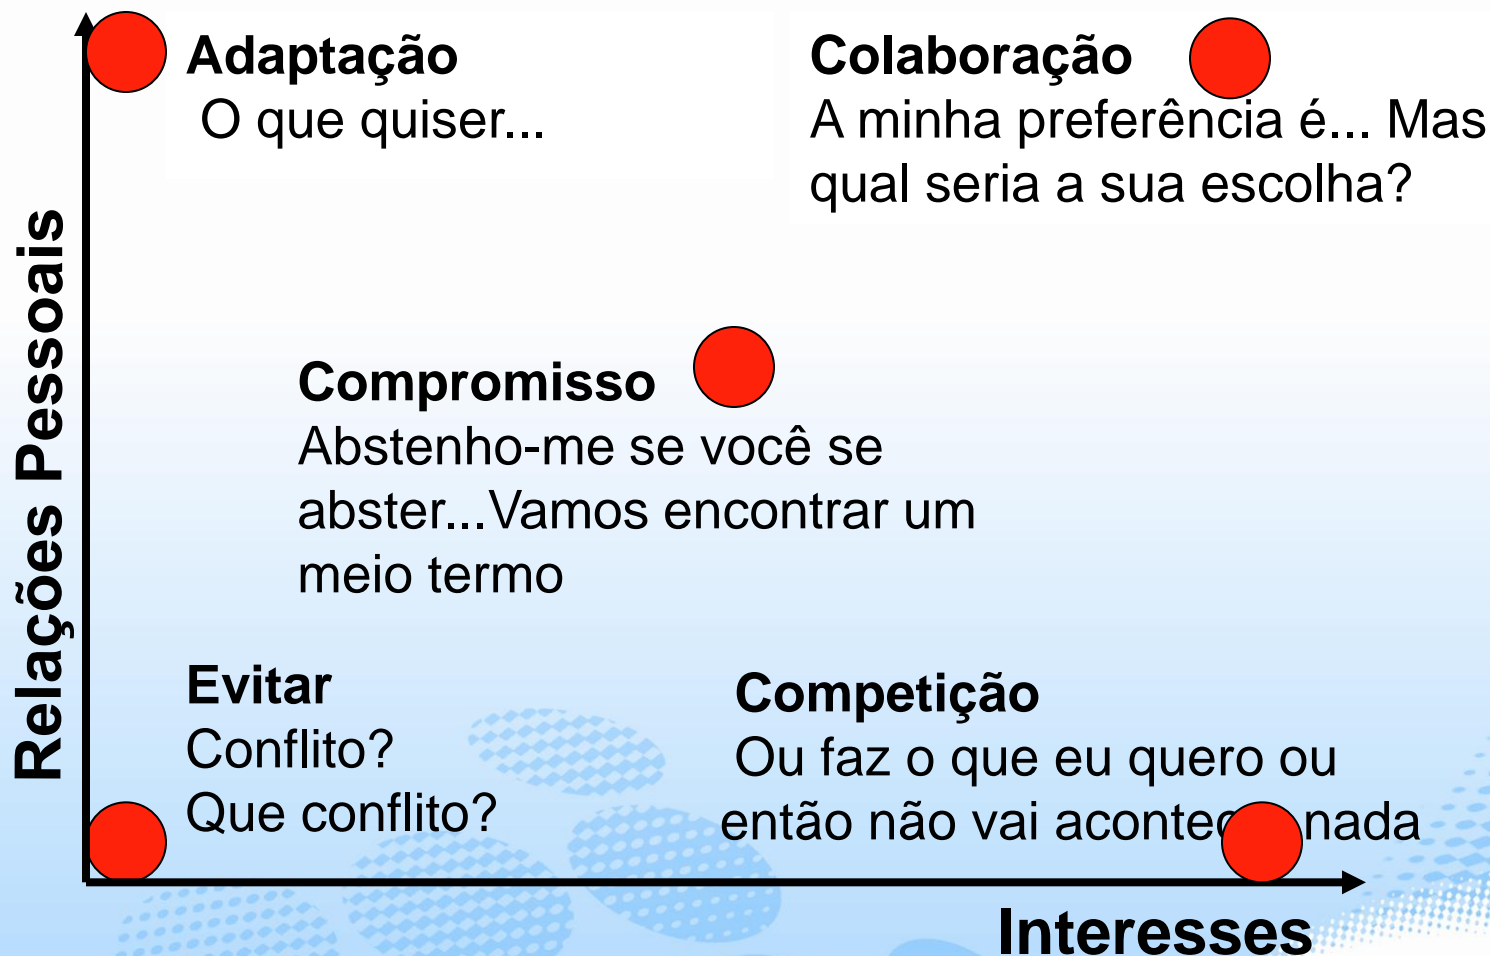 Relações Pessoais
Adaptação
O que quiser...
Colaboração
A minha preferência é... Mas
qual seria a sua escolha?
Compromisso
Abstenho-me se você se
abster...Vamos encontrar um
meio termo
Evitar
Conflito?
Que conflito?
Competição
Ou faz o que eu quero ou
então não vai nada
Interesses